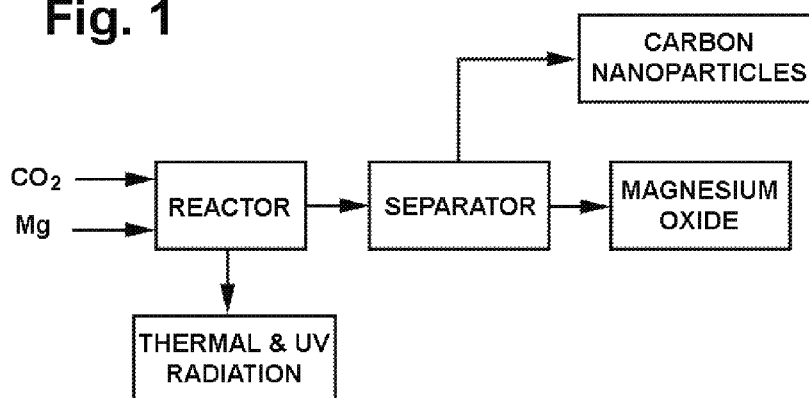 Fig. 1
CARBON
NANOPARTICLES
CO₂
Mg
REACTOR
SEPARATOR
MAGNESIUM
OXIDE
THERMAL & UV
RADIATION